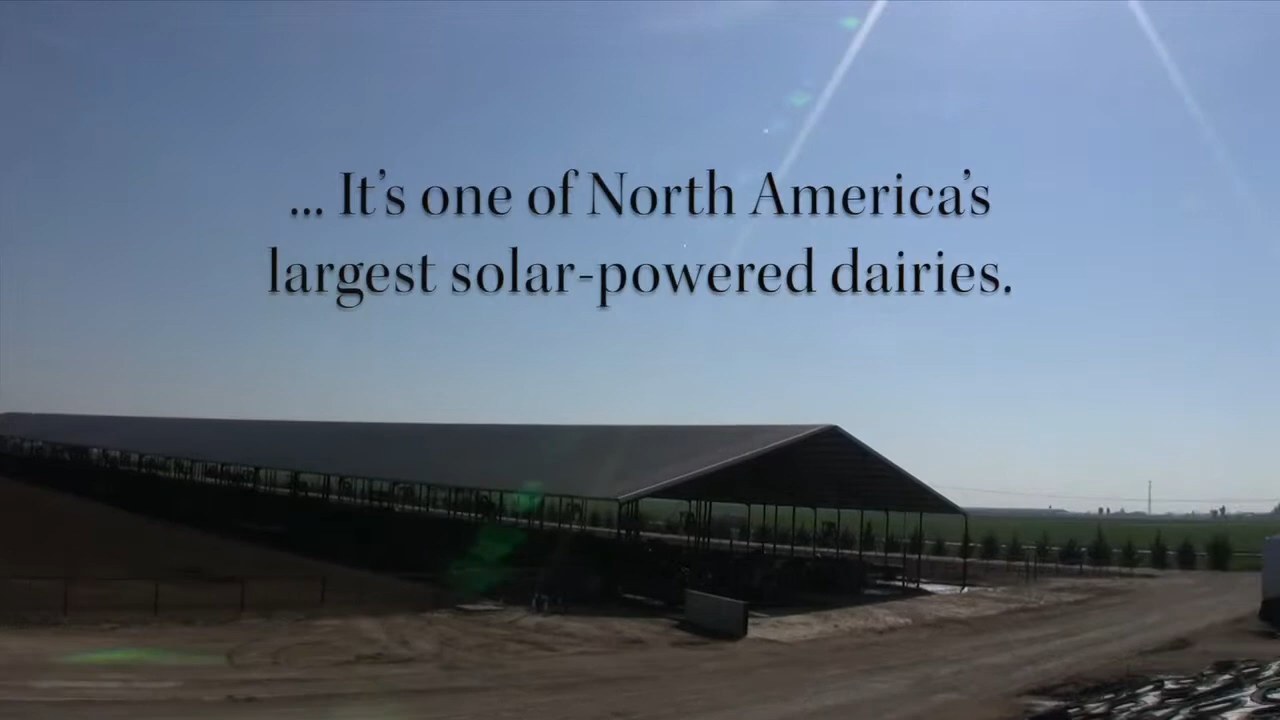 ... It’s one of North America’s
largest solar-powered dairies.